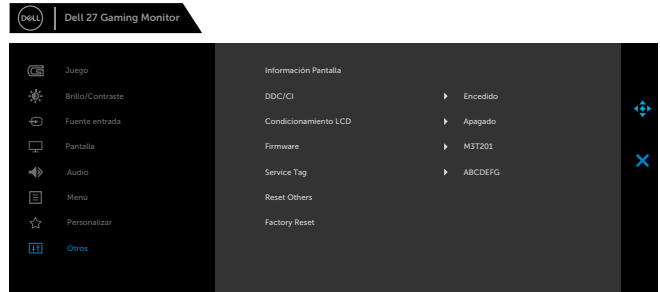 DELL Dell 27 Gaming Monitor
Juego Información Pantalla
Brillo/Contraste DDC/CI Encedido
Fuente entrada Condicionamiento LCD Apagado
Pantalla Firmware M3T201
Audio Service Tag ABCDEFG
Menú Reset Others
Personalizar Factory Reset
Otros